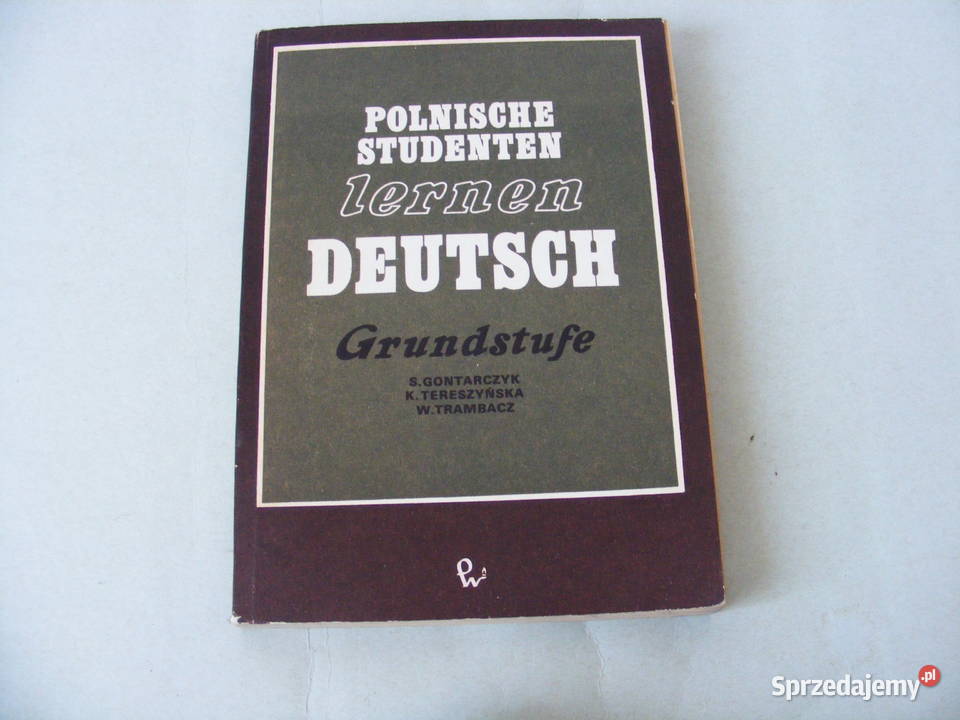 POLNISCHE
STUDENTEN
lernen
DEUTSCH
Grundstufe
S. GONTARCZYK
K. TERESZYŃSKA
W. TRAMBACZ
Sprzedajemy.pl